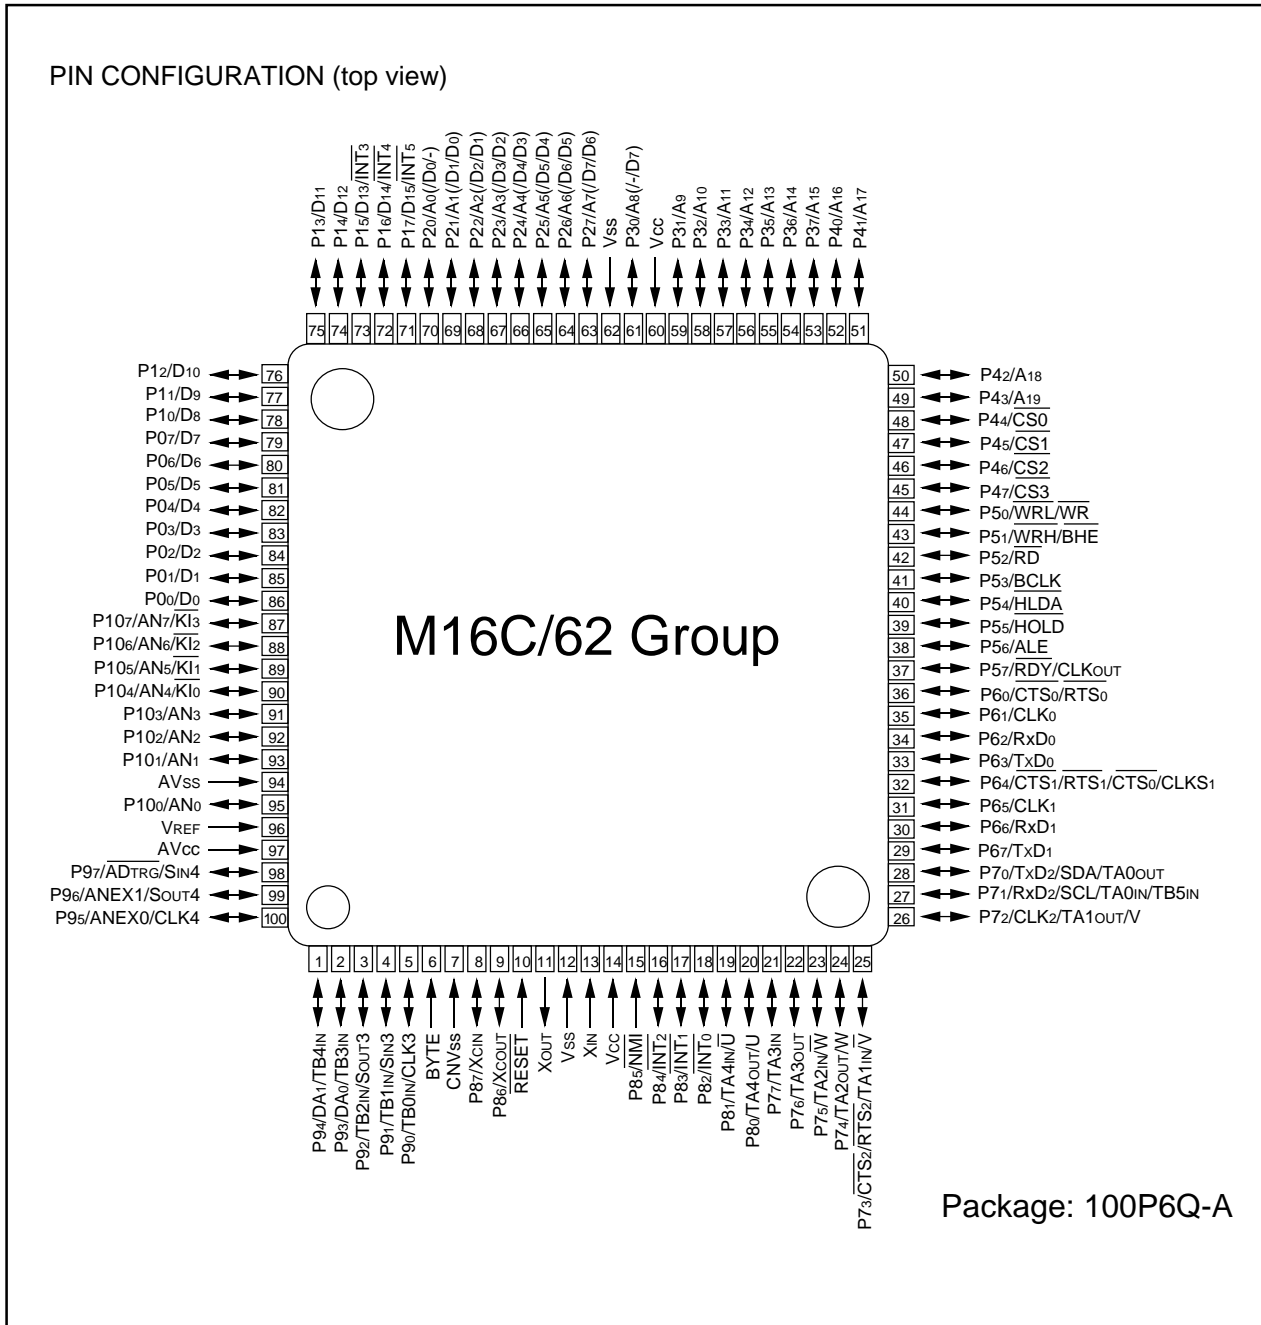 PIN CONFIGURATION (top view)
P13/D11
P14/D12
P15/D13/INT3
P16/D14/INT4
P17/D15/INT5
P20/A0(/D0/-)
P21/A1(/D1/D0)
P22/A2(/D2/D1)
P23/A3(/D3/D2)
P24/A4(/D4/D3)
P25/A5(/D5/D4)
P26/A6(/D6/D5)
P27/A7(/D7/D6)
Vss
P30/A8(/-/D7)
Vcc
P31/A9
P32/A10
P33/A11
P34/A12
P35/A13
P36/A14
P37/A15
P40/A16
P41/A17
75 74 73 72 71 70 69 68 67 66 65 64 63 62 61 60 59 58 57 56 55 54 53 52 51
P12/D10 76
P11/D9 77
P10/D8 78
P07/D7 79
P06/D6 80
P05/D5 81
P04/D4 82
P03/D3 83
P02/D2 84
P01/D1 85
P00/D0 86
P107/AN7/KI3 87
P106/AN6/KI2 88
P105/AN5/KI1 89
P104/AN4/KI0 90
P103/AN3 91
P102/AN2 92
P101/AN1 93
AVss 94
P100/AN0 95
VREF 96
AVcc 97
P97/ADTRG/SIN4 98
P96/ANEX1/SOUT4 99
P95/ANEX0/CLK4 100
M16C/62 Group
50 P42/A18
49 P43/A19
48 P44/CS0
47 P45/CS1
46 P46/CS2
45 P47/CS3
44 P50/WRL/WR
43 P51/WRH/BHE
42 P52/RD
41 P53/BCLK
40 P54/HLDA
39 P55/HOLD
38 P56/ALE
37 P57/RDY/CLKOUT
36 P60/CTS0/RTS0
35 P61/CLK0
34 P62/RxD0
33 P63/TXD0
32 P64/CTS1/RTS1/CTS0/CLKS1
31 P65/CLK1
30 P66/RxD1
29 P67/TXD1
28 P70/TXD2/SDA/TA0OUT
27 P71/RxD2/SCL/TA0IN/TB5IN
26 P72/CLK2/TA1OUT/V
1 2 3 4 5 6 7 8 9 10 11 12 13 14 15 16 17 18 19 20 21 22 23 24 25
P94/DA1/TB4IN
P93/DA0/TB3IN
P92/TB2IN/SOUT3
P91/TB1IN/SIN3
P90/TB0IN/CLK3
BYTE
CNVss
P87/XCIN
P86/XCOUT
RESET
XOUT
Vss
XIN
Vcc
P85/NMI
P84/INT2
P83/INT1
P82/INT0
P81/TA4IN/U
P80/TA4OUT/U
P77/TA3IN
P76/TA3OUT
P75/TA2IN/W
P74/TA2OUT/W
P73/CTS2/RTS2/TA1IN/V
Package: 100P6Q-A